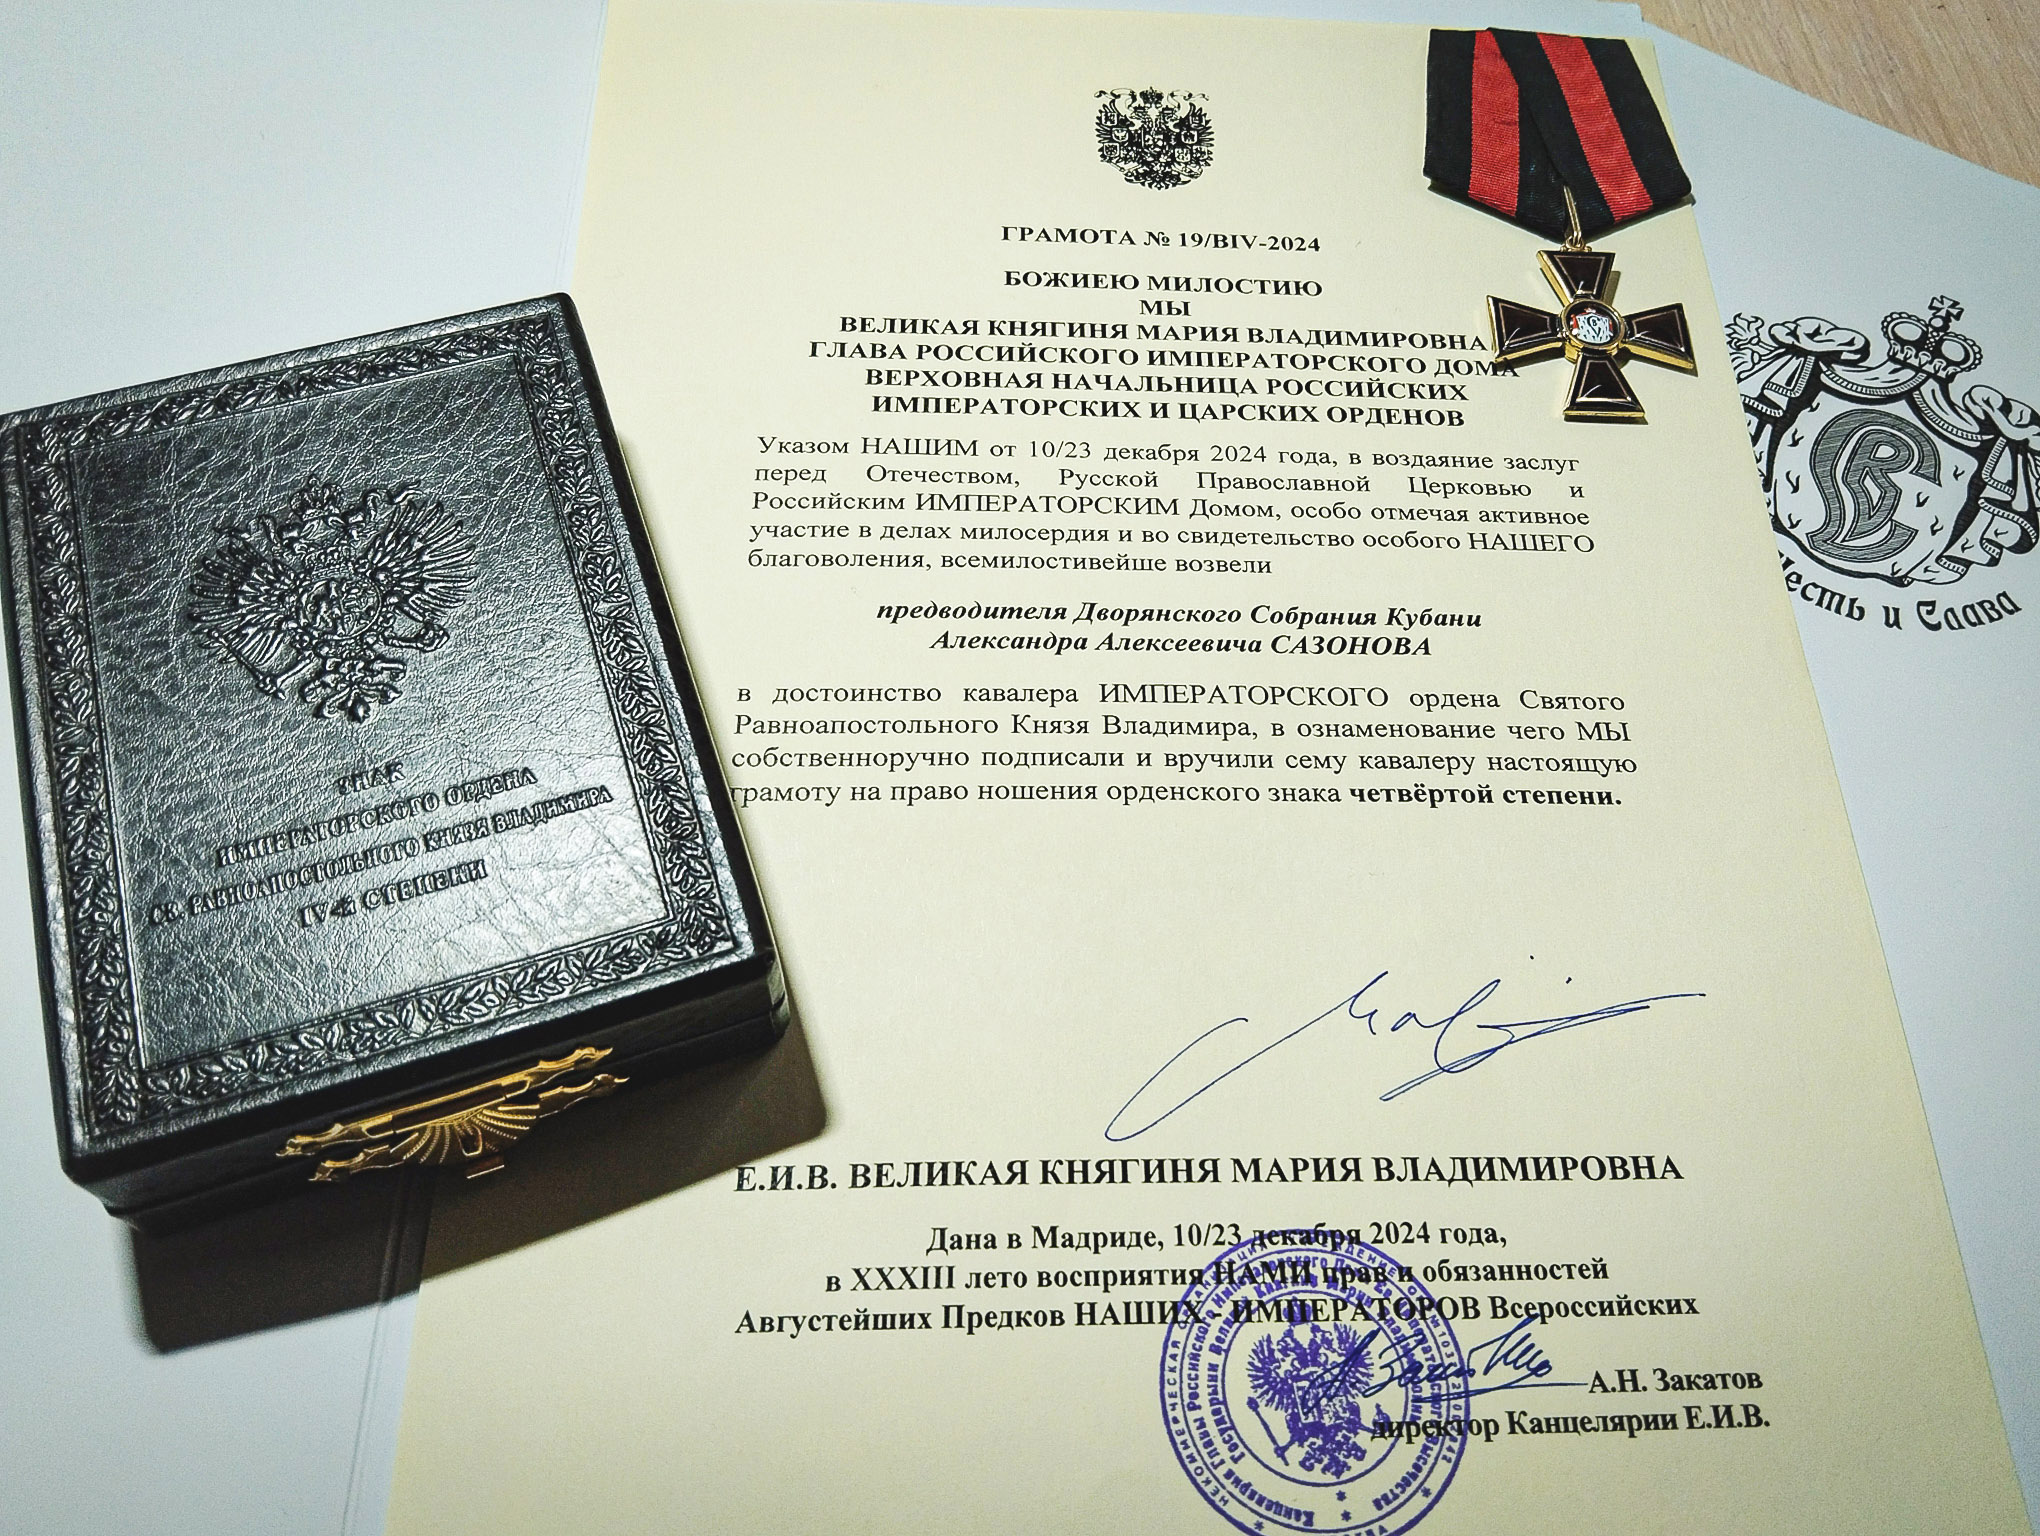 ГРАМОТА № 19/BIV-2024
БОЖИЕЮ МИЛОСТИЮ
МЫ
ВЕЛИКАЯ КНЯГИНЯ МАРИЯ ВЛАДИМИРОВНА
ГЛАВА РОССИЙСКОГО ИМПЕРАТОРСКОГО ДОМА
ВЕРХОВНАЯ НАЧАЛЬНИЦА РОССИЙСКИХ
ИМПЕРАТОРСКИХ И ЦАРСКИХ ОРДЕНОВ
Указом НАШИМ от 10/23 декабря 2024 года, в воздаяние заслуг
перед Отечеством, Русской Православной Церковью и
Российским ИМПЕРАТОРСКИМ Домом, особо отмечая активное
участие в делах милосердия и во свидетельство особого НАШЕГО
благоволения, всемилостивейше возвели
предводителя Дворянского Собрания Кубани
Александра Алексеевича САЗОНОВА
в достоинство кавалера ИМПЕРАТОРСКОГО ордена Святого
Равноапостольного Князя Владимира, в ознаменование чего МЫ
собственноручно подписали и вручили сему кавалеру настоящую
грамоту на право ношения орденского знака четвёртой степени.
Е.И.В. ВЕЛИКАЯ КНЯГИНЯ МАРИЯ ВЛАДИМИРОВНА
Дана в Мадриде, 10/23 декабря 2024 года,
в XXXIII лето восприятия НАМИ прав и обязанностей
Августейших Предков НАШИХ - ИМПЕРАТОРОВ Всероссийских
А.Н. Закатов
директор Канцелярии Е.И.В.
ЗНАК
ИМПЕРАТОРСКОГО ОРДЕНА
СВ. РАВНОАПОСТОЛЬНОГО КНЯЗЯ ВЛАДИМИРА
IV-й СТЕПЕНИ
и Слава